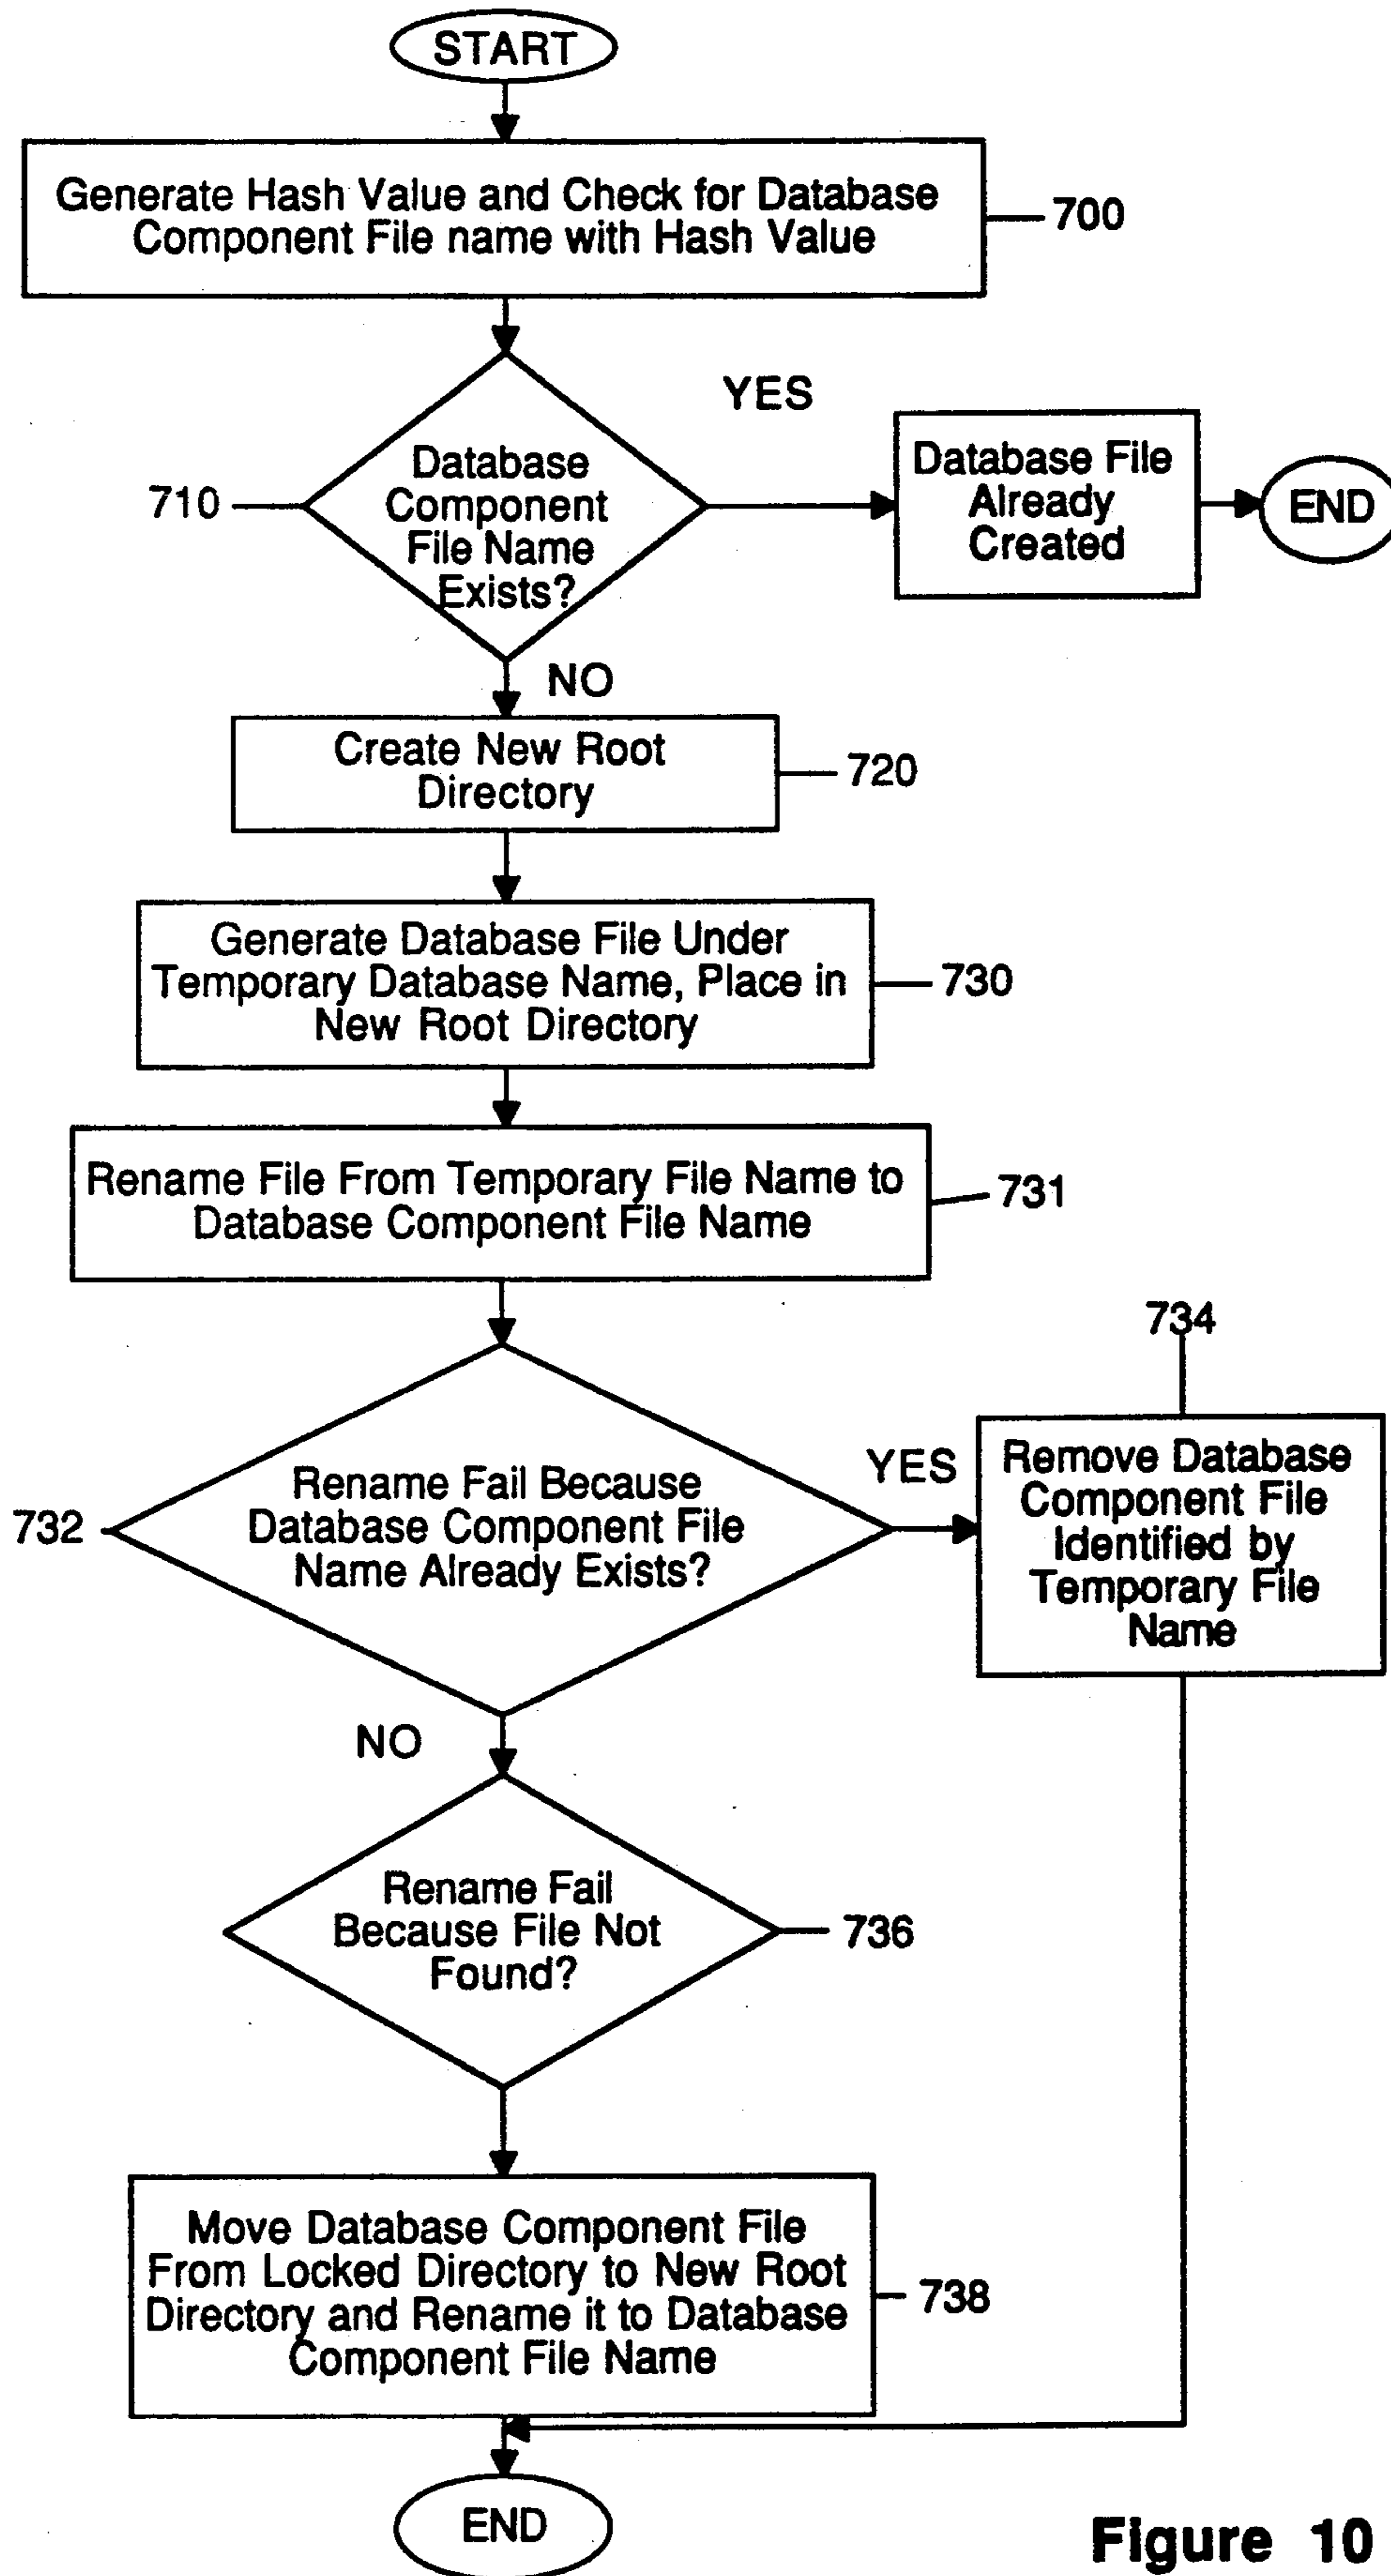 START
Generate Hash Value and Check for Database
Component File name with Hash Value
700
YES
710
Database
Component
File Name
Exists?
Database File
Already
Created
END
NO
Create New Root
Directory
720
Generate Database File Under
Temporary Database Name, Place in
New Root Directory
730
Rename File From Temporary File Name to
Database Component File Name
731
734
732
Rename Fail Because
Database Component File
Name Already Exists?
YES
Remove Database
Component File
Identified by
Temporary File
Name
NO
Rename Fail
Because File Not
Found?
736
Move Database Component File
From Locked Directory to New Root
Directory and Rename it to Database
Component File Name
738
END
Figure 10